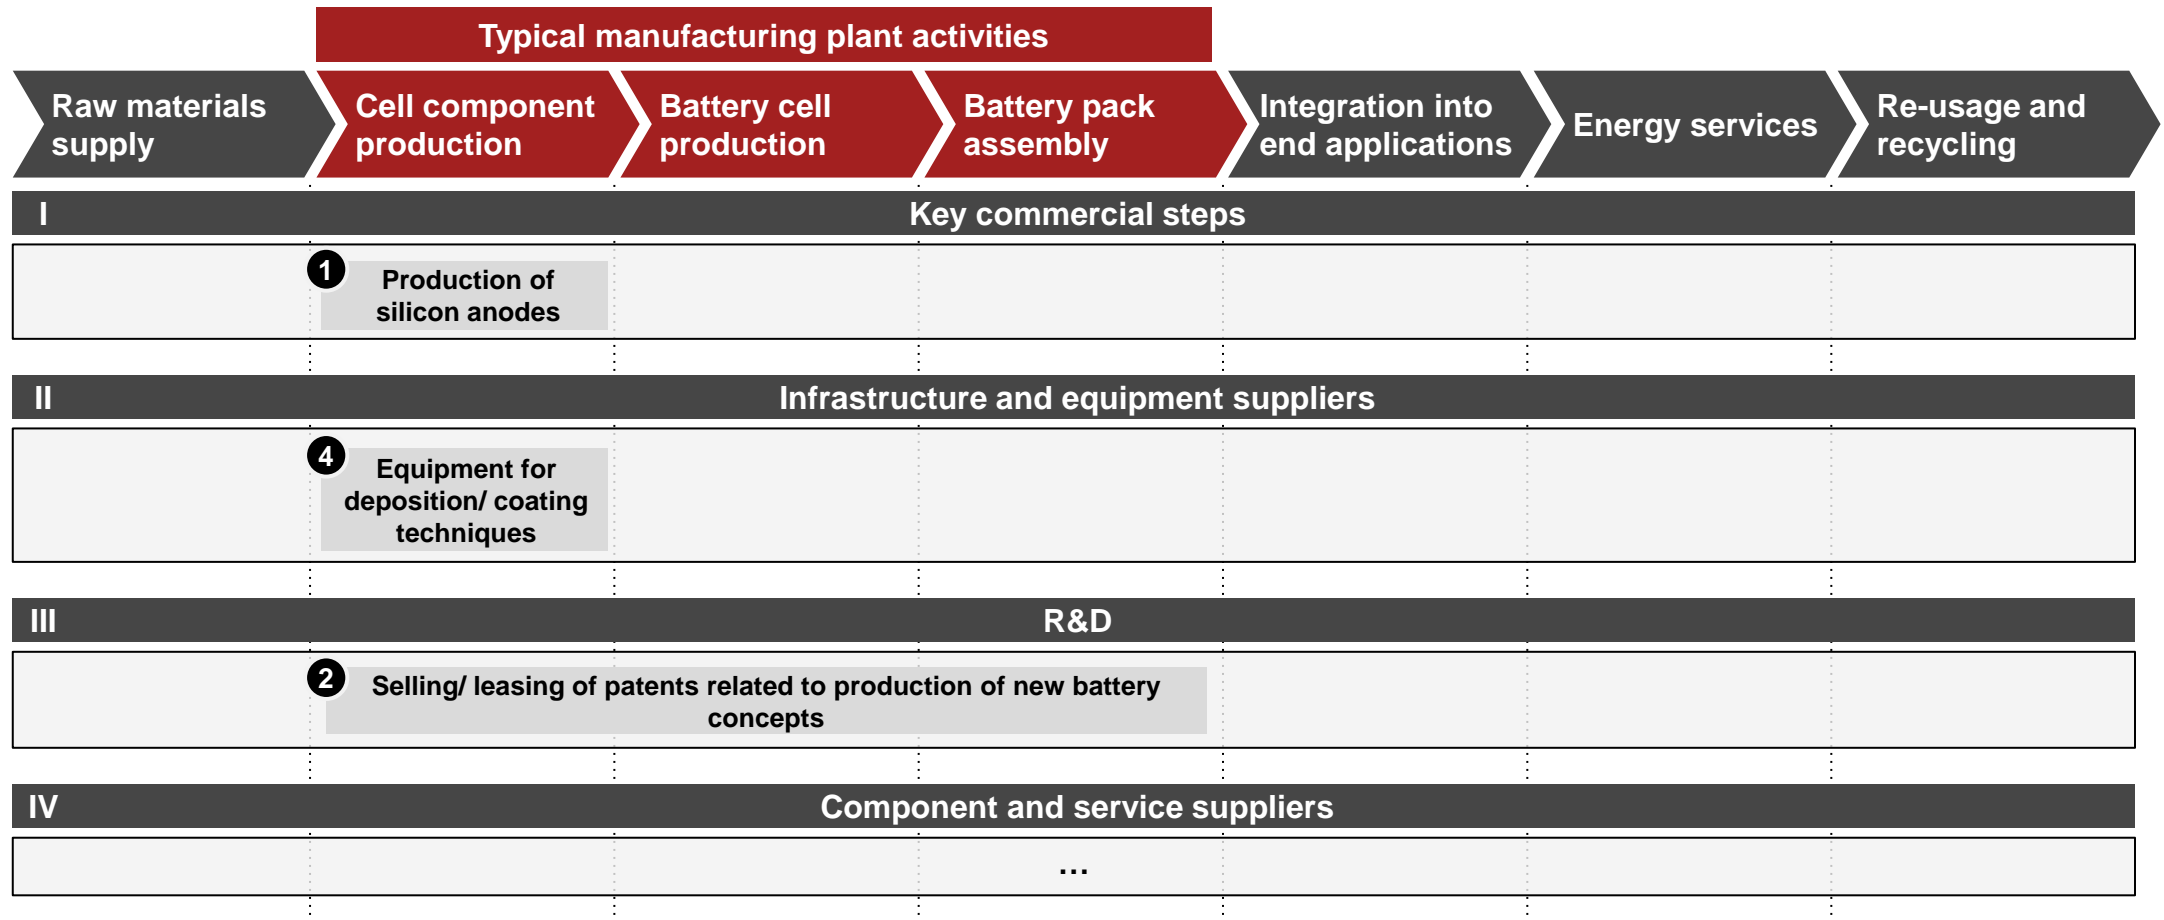 Typical manufacturing plant activities
Raw materials
supply
Cell component
production
Battery cell
production
Battery pack
assembly
Integration into
end applications
Energy services
Re-usage and
recycling
I
Key commercial steps
1
Production of
silicon anodes
II
Infrastructure and equipment suppliers
4
Equipment for
deposition/ coating
techniques
III
R&D
2
Selling/ leasing of patents related to production of new battery
concepts
IV
Component and service suppliers
…